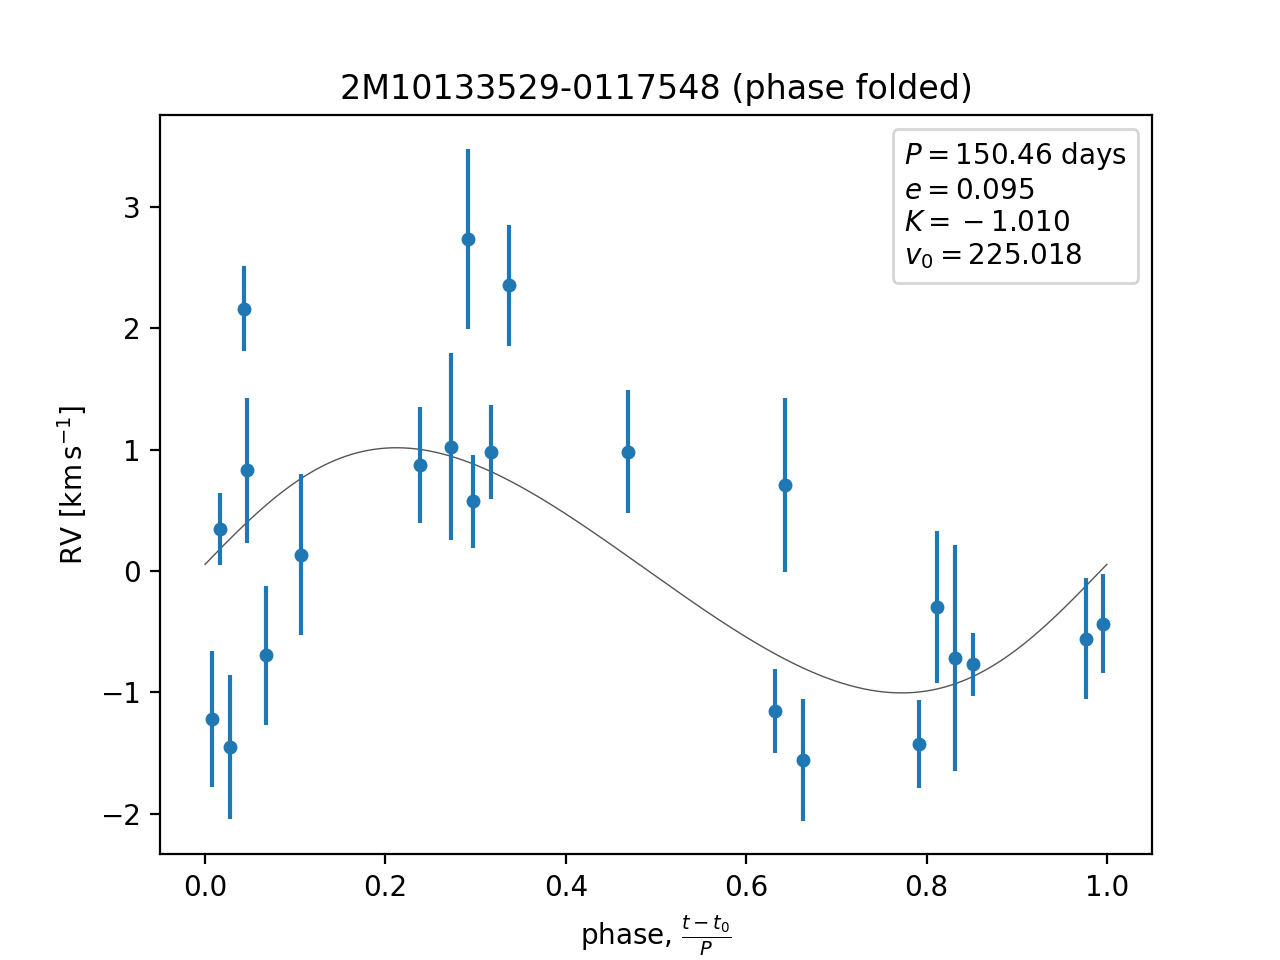 2M10133529-0117548 (phase folded)
P = 150.46 days
e = 0.095
K = −1.010
v₀ = 225.018
3
2
1
0
−1
−2
RV [km s⁻¹]
0.0 0.2 0.4 0.6 0.8 1.0
phase, (t − t₀)/P